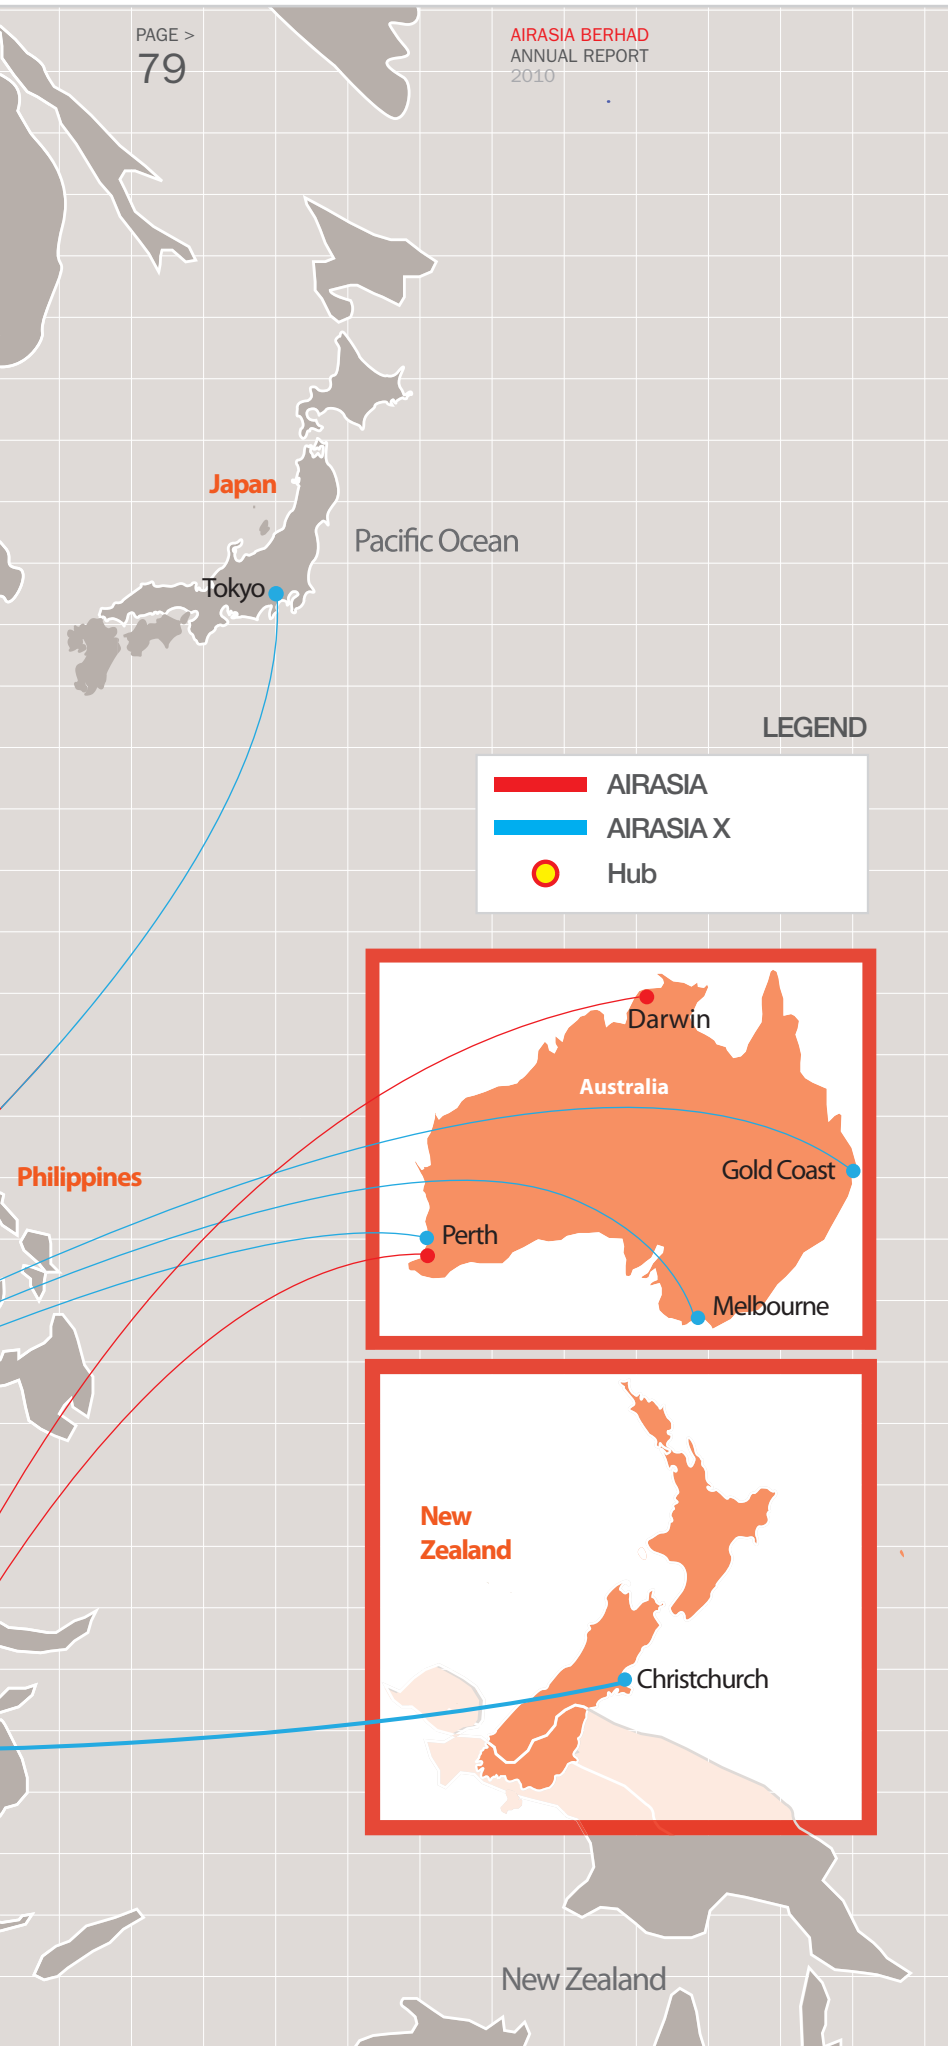 PAGE >
79
AIRASIA BERHAD
ANNUAL REPORT
2010
Japan
Pacific Ocean
Tokyo
LEGEND
AIRASIA
AIRASIA X
Hub
Darwin
Australia
Philippines
Gold Coast
Perth
Melbourne
New
Zealand
Christchurch
New Zealand